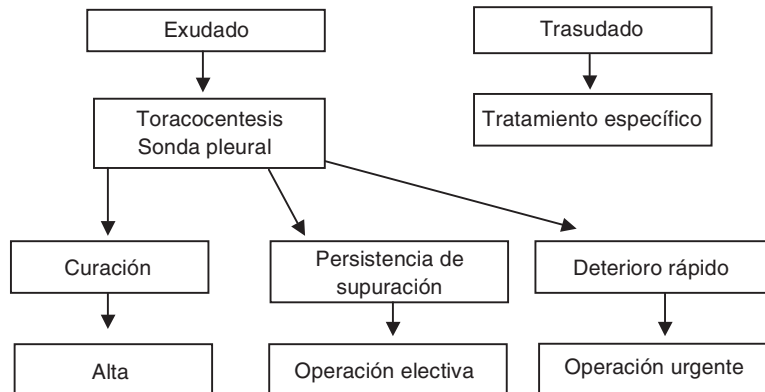 Exudado
Trasudado
Toracocentesis
Sonda pleural
Tratamiento específico
Curación
Persistencia de
supuración
Deterioro rápido
Alta
Operación electiva
Operación urgente